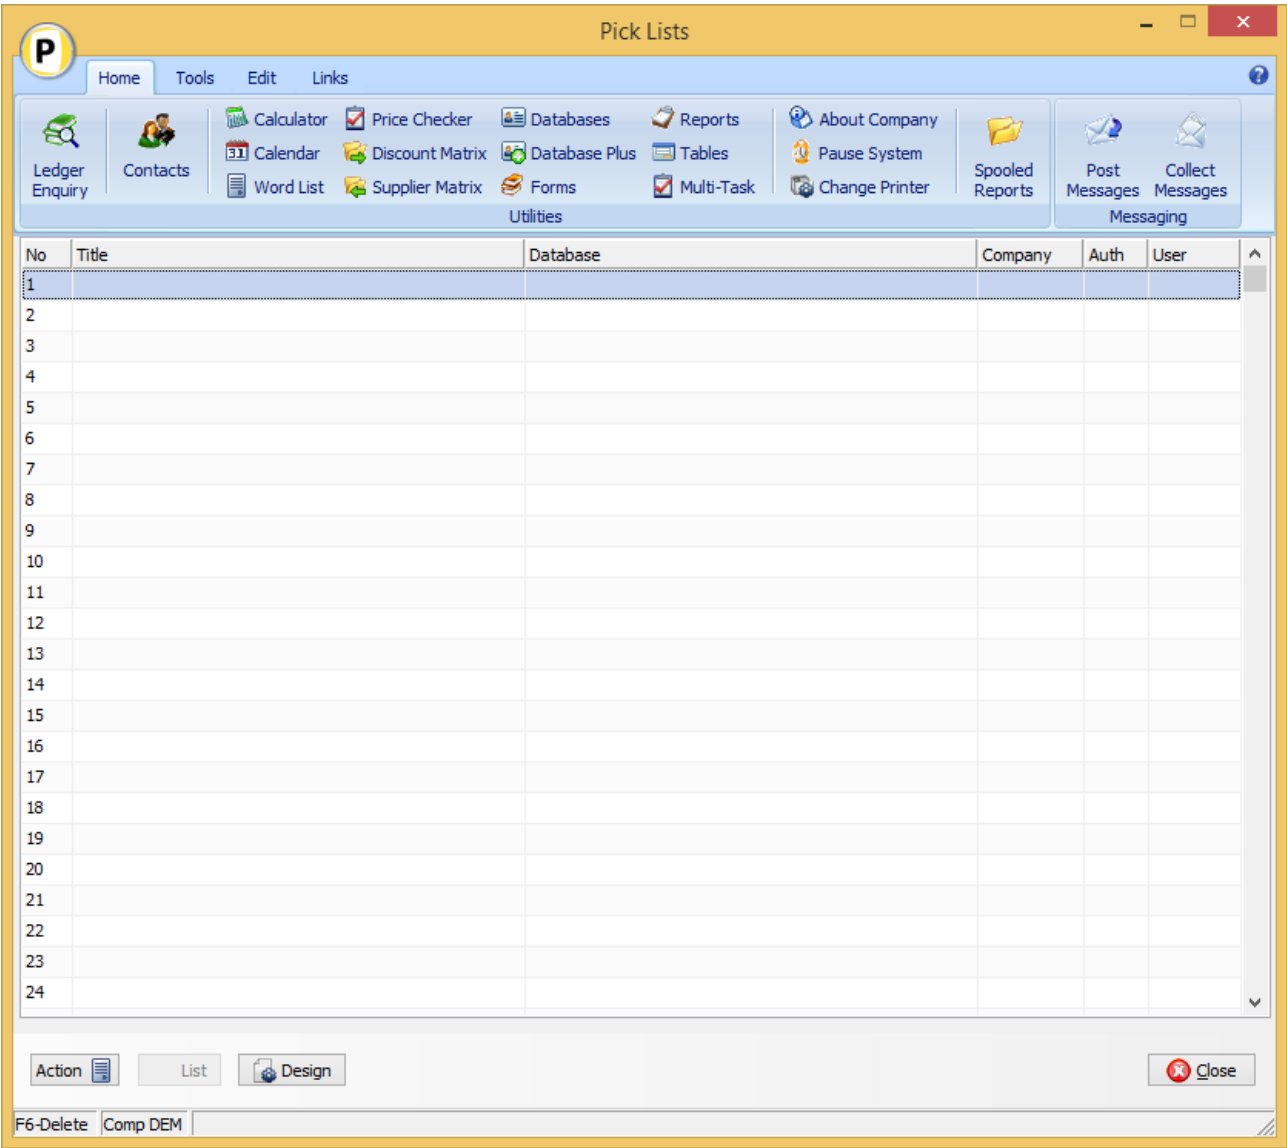 Pick Lists
P
Home Tools Edit Links
Ledger Enquiry
Contacts
Calculator Price Checker Databases Reports About Company
Calendar Discount Matrix Database Plus Tables Pause System
Word List Supplier Matrix Forms Multi-Task Change Printer
Spooled Reports
Post Messages
Collect Messages
Utilities Messaging
No Title Database Company Auth User
1
2
3
4
5
6
7
8
9
10
11
12
13
14
15
16
17
18
19
20
21
22
23
24
Action List Design Close
F6-Delete Comp DEM